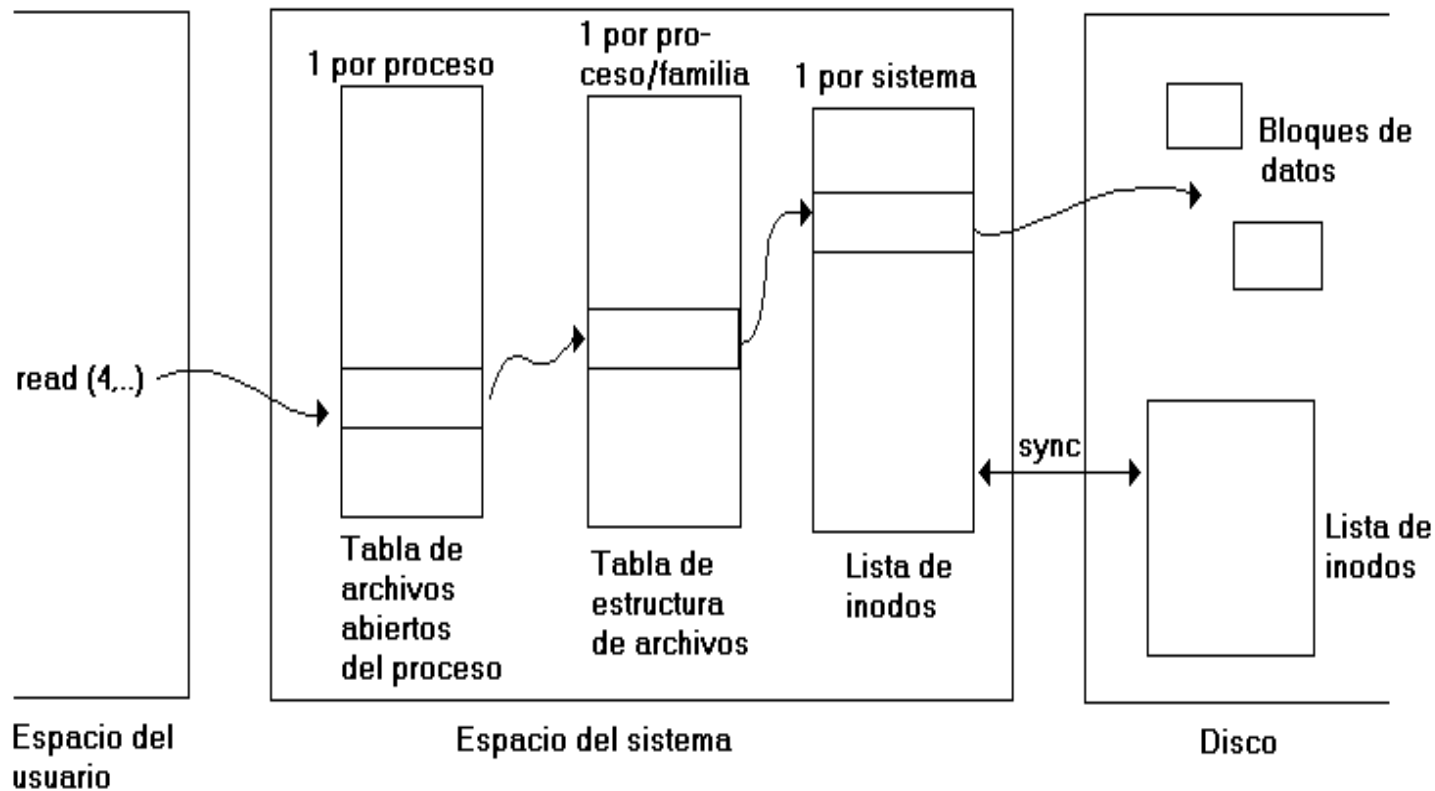 1 por proceso
1 por pro-
ceso/familia
1 por sistema
Bloques de
datos
read (4,..)
sync
Tabla de
archivos
abiertos
del proceso
Tabla de
estructura
de archivos
Lista de
inodos
Lista de
inodos
Espacio del
usuario
Espacio del sistema
Disco